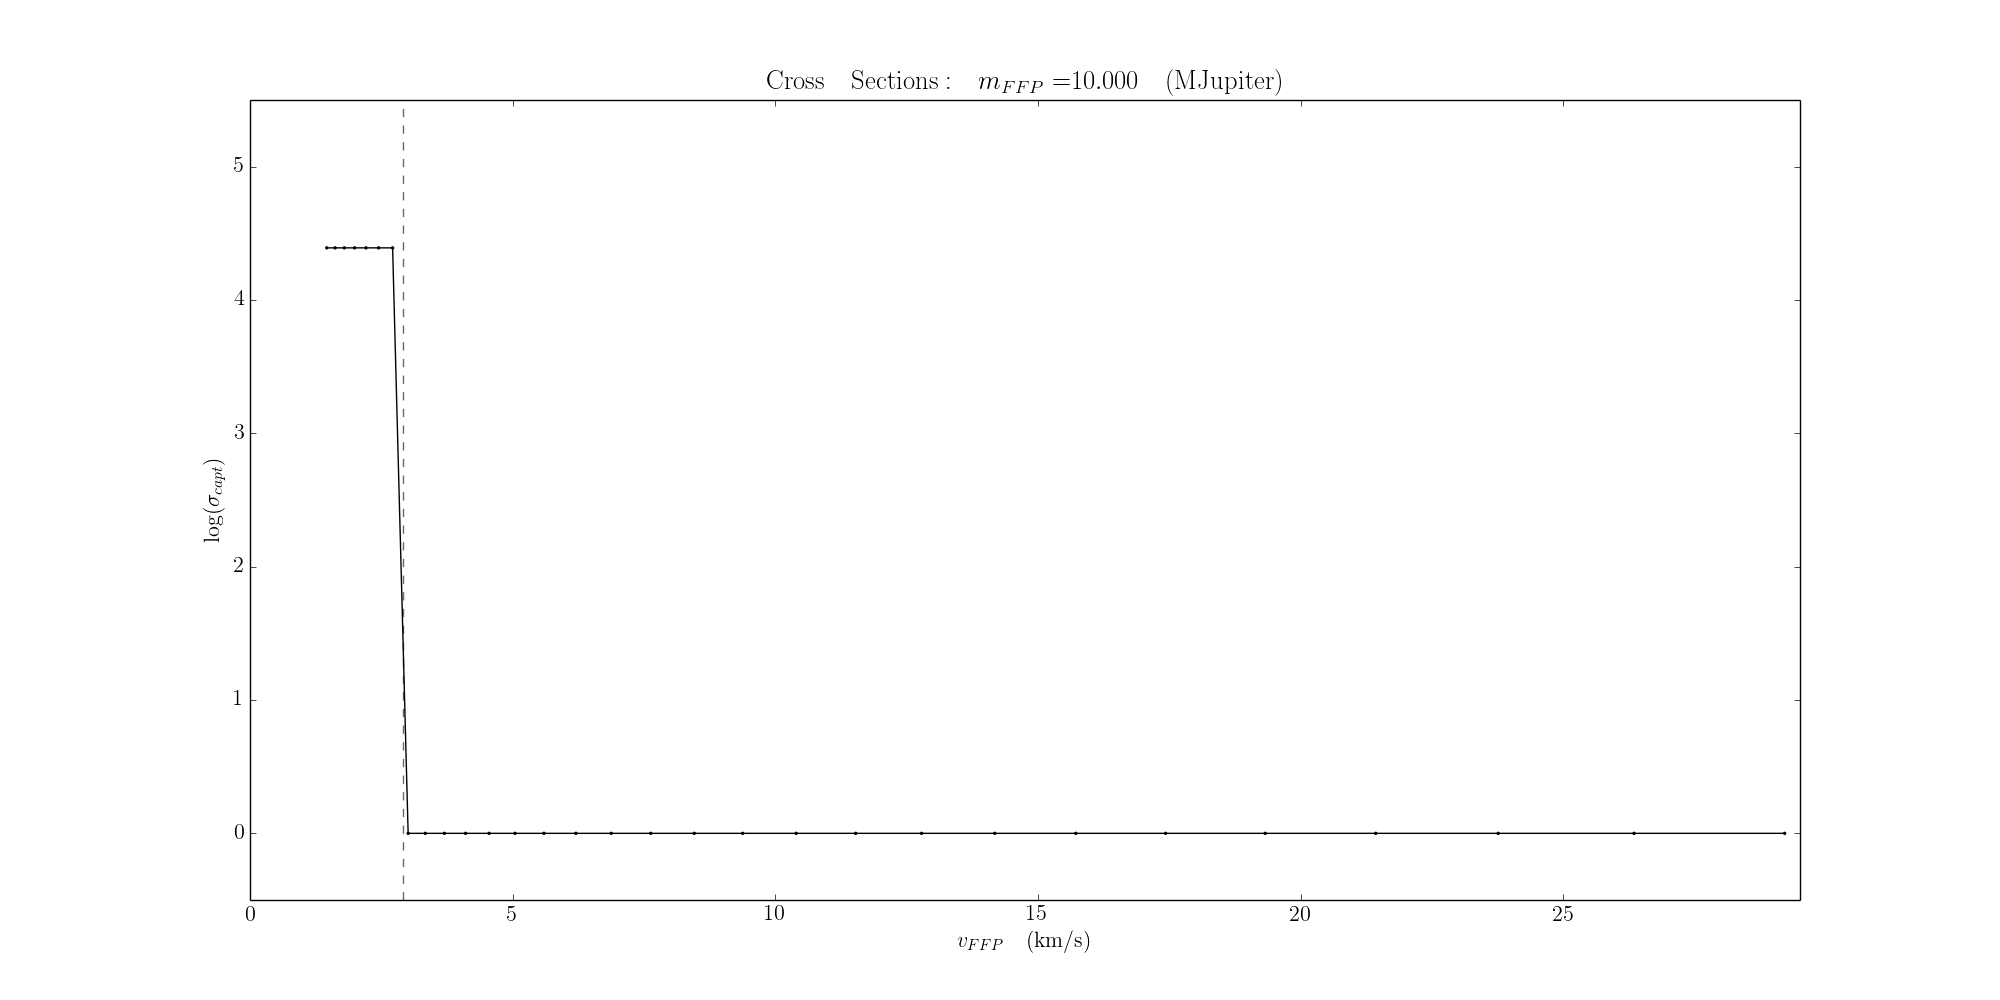 Cross Sections : m_FFP =10.000 (MJupiter)
5
4
3
2
1
0
log(σ_capt)
0 5 10 15 20 25
v_FFP (km/s)